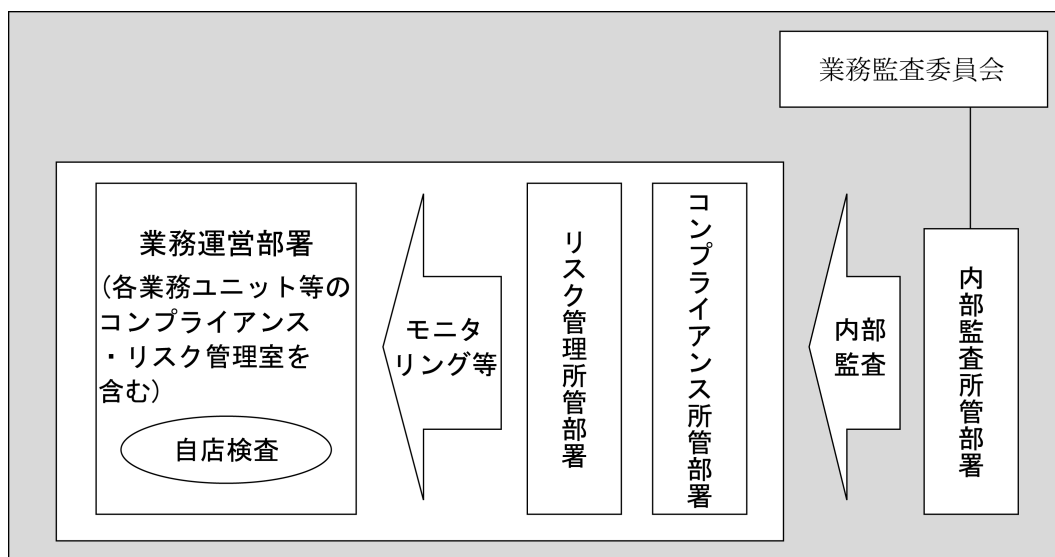 業務監査委員会
業務運営部署
(各業務ユニット等の
コンプライアンス
・リスク管理室を
含む)
自店検査
モニタ
リング等
リスク管理所管部署
コンプライアンス所管部署
内部
監査
内部監査所管部署